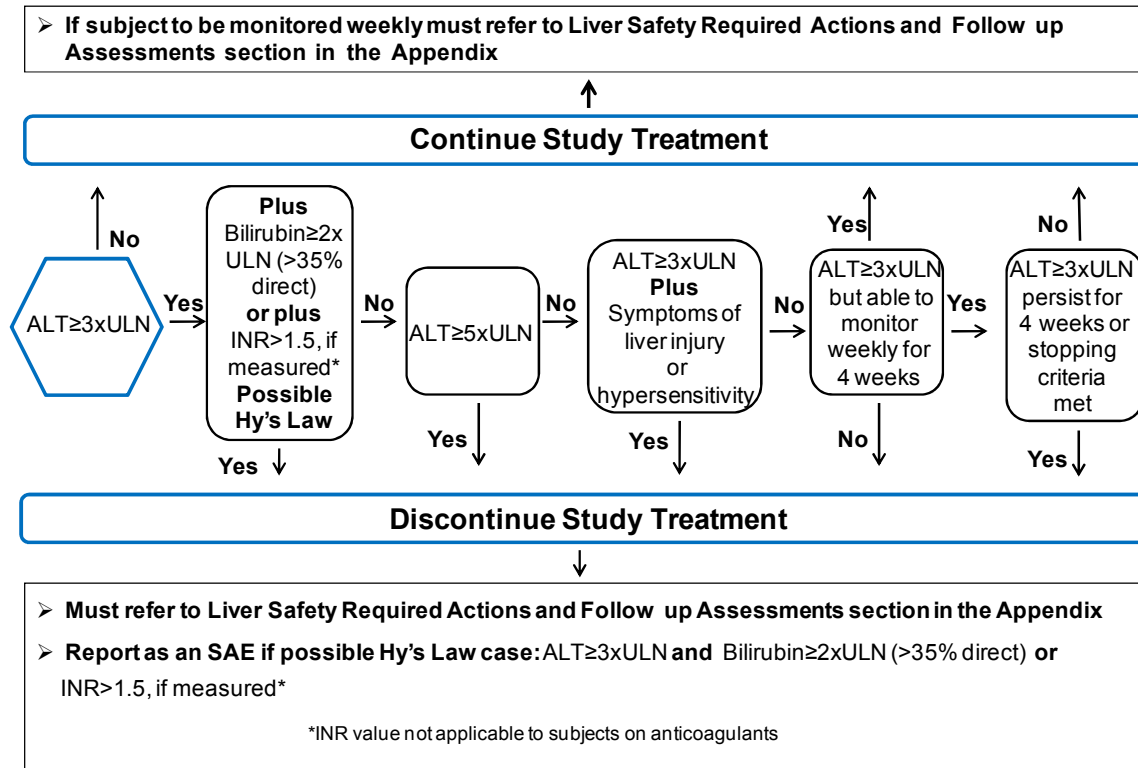 ➢ If subject to be monitored weekly must refer to Liver Safety Required Actions and Follow up
Assessments section in the Appendix
Continue Study Treatment
No
ALT≥3xULN
Yes
Plus
Bilirubin≥2x
ULN (>35%
direct)
or plus
INR>1.5, if
measured*
Possible
Hy's Law
Yes
No
ALT≥5xULN
Yes
No
ALT≥3xULN
Plus
Symptoms of
liver injury
or
hypersensitivity
Yes
No
Yes
ALT≥3xULN
but able to
monitor
weekly for
4 weeks
No
Yes
No
ALT≥3xULN
persist for
4 weeks or
stopping
criteria
met
Yes
Discontinue Study Treatment
➢ Must refer to Liver Safety Required Actions and Follow up Assessments section in the Appendix
➢ Report as an SAE if possible Hy's Law case: ALT≥3xULN and Bilirubin≥2xULN (>35% direct) or
INR>1.5, if measured*
*INR value not applicable to subjects on anticoagulants